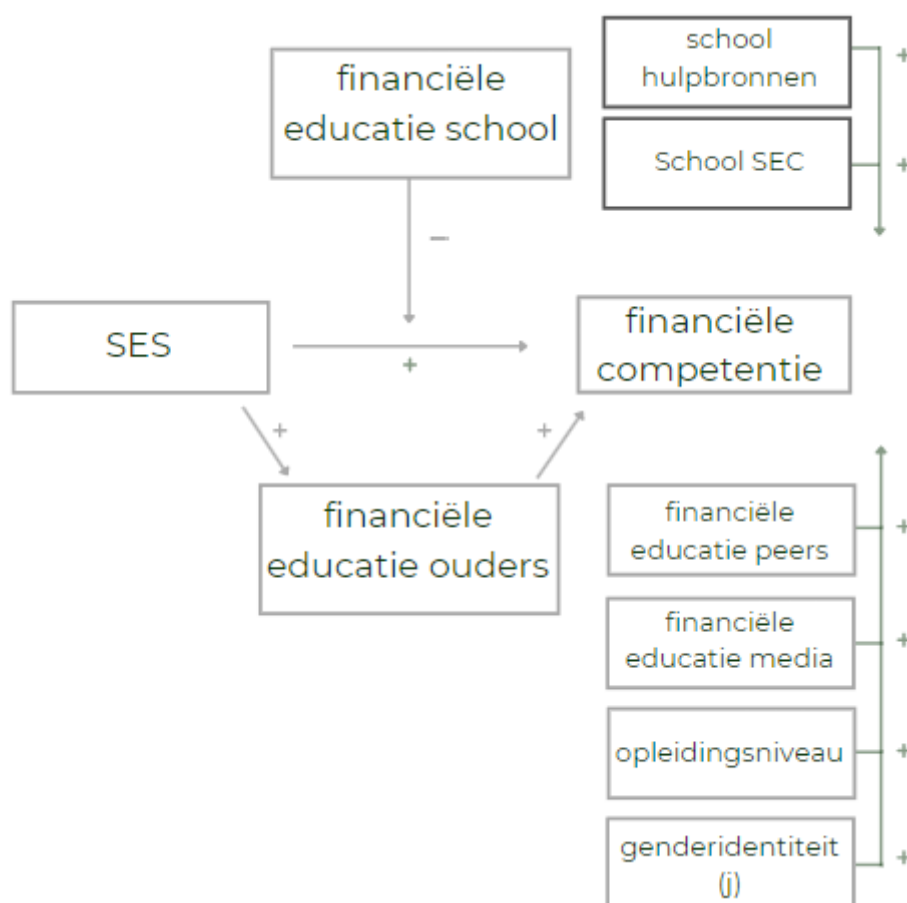 financiële
educatie school
school
hulpbronnen
+
School SEC
+
–
SES
+
financiële
competentie
+
+
financiële
educatie ouders
financiële
educatie peers
+
financiële
educatie media
+
opleidingsniveau
+
genderidentiteit
(j)
+